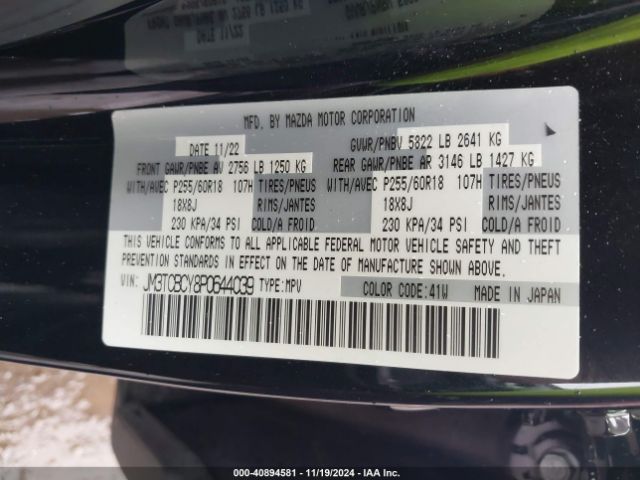 MFD. BY MAZDA MOTOR CORPORATION
DATE 11/22 GVWR/PNBV 5822 LB 2641 KG
FRONT GAWR/PNBE AV 2756 LB 1250 KG REAR GAWR/PNBE AR 3146 LB 1427 KG
WITH/AVEC P255/60R18 107H TIRES/PNEUS WITH/AVEC P255/60R18 107H TIRES/PNEUS
18X8J RIMS/JANTES 18X8J RIMS/JANTES
230 KPA/34 PSI COLD/A FROID 230 KPA/34 PSI COLD/A FROID
THIS VEHICLE CONFORMS TO ALL APPLICABLE FEDERAL MOTOR VEHICLE SAFETY AND THEFT
PREVENTION STANDARDS IN EFFECT ON THE DATE OF MANUFACTURE SHOWN ABOVE.
VIN: JM3TCBCY8P0644039 TYPE:MPV COLOR CODE:41W MADE IN JAPAN
000-40894581 - 11/19/2024 - IAA Inc.